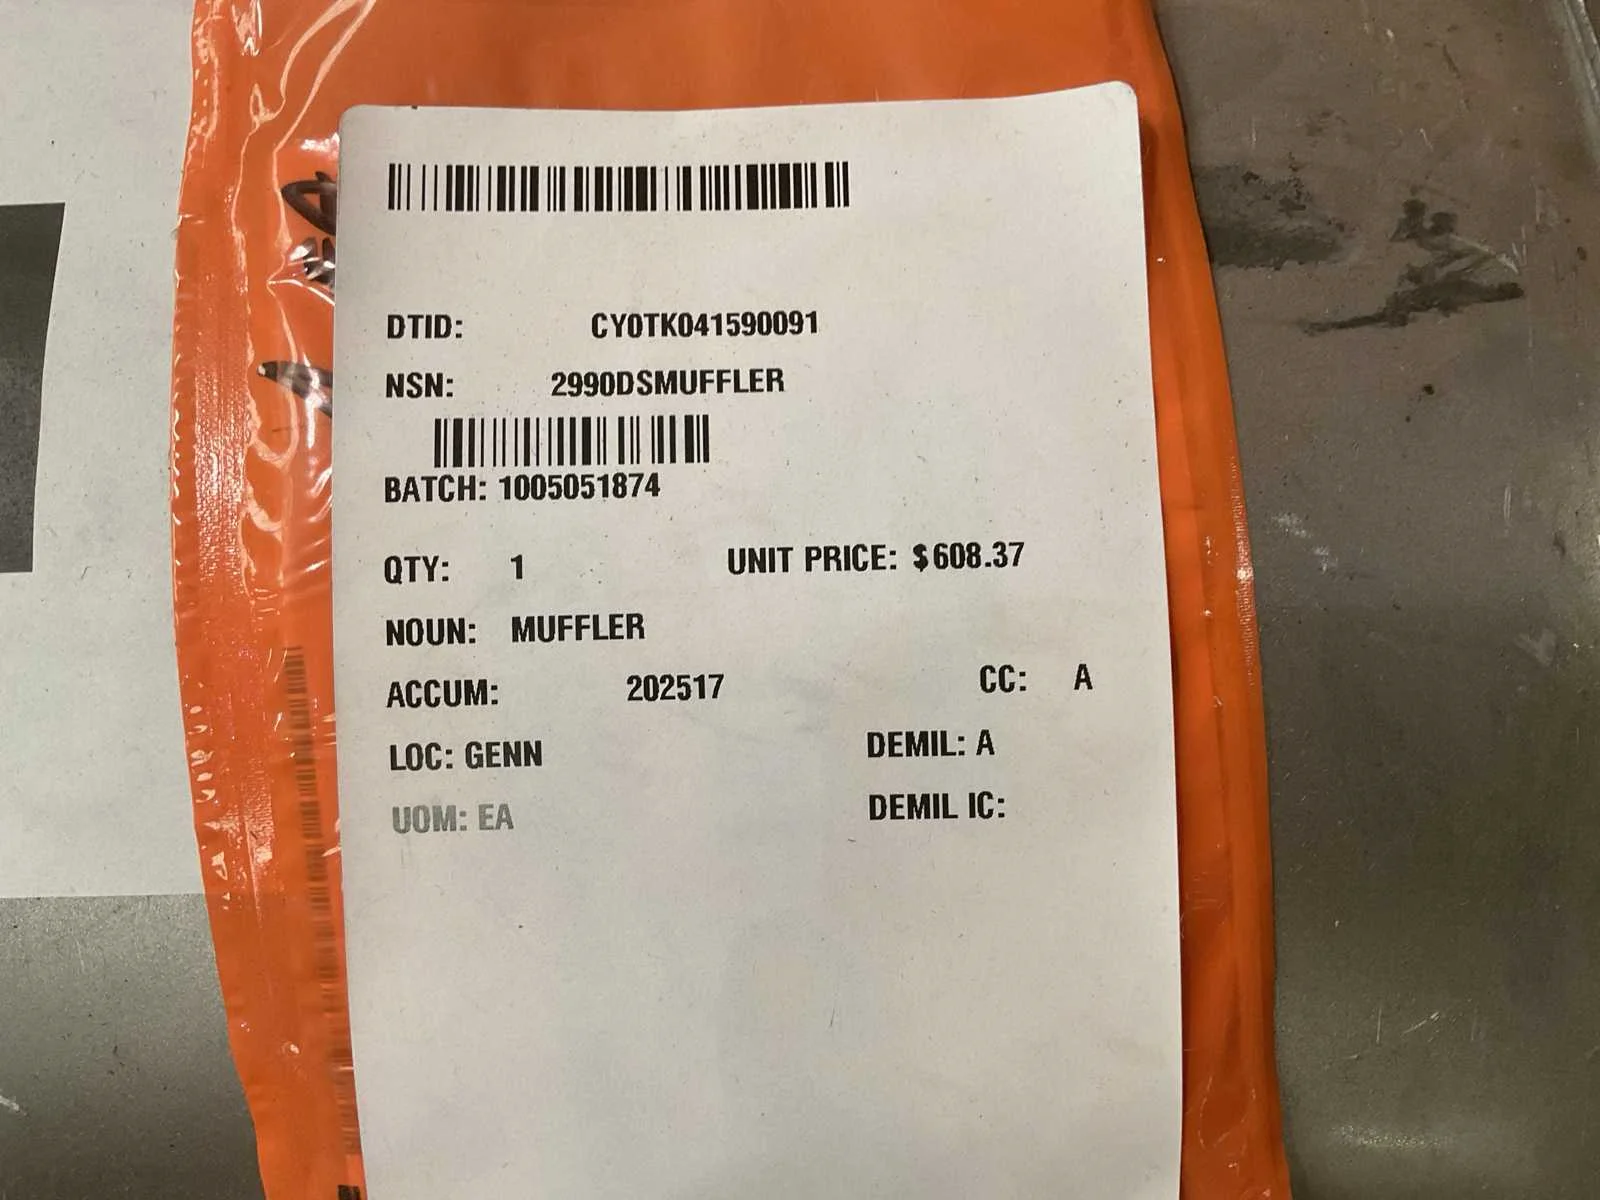 DTID: CY0TK041590091
NSN: 2990DSMUFFLER
BATCH: 1005051874
QTY: 1 UNIT PRICE: $608.37
NOUN: MUFFLER
ACCUM: 202517 CC: A
LOC: GENN DEMIL: A
UOM: EA DEMIL IC: